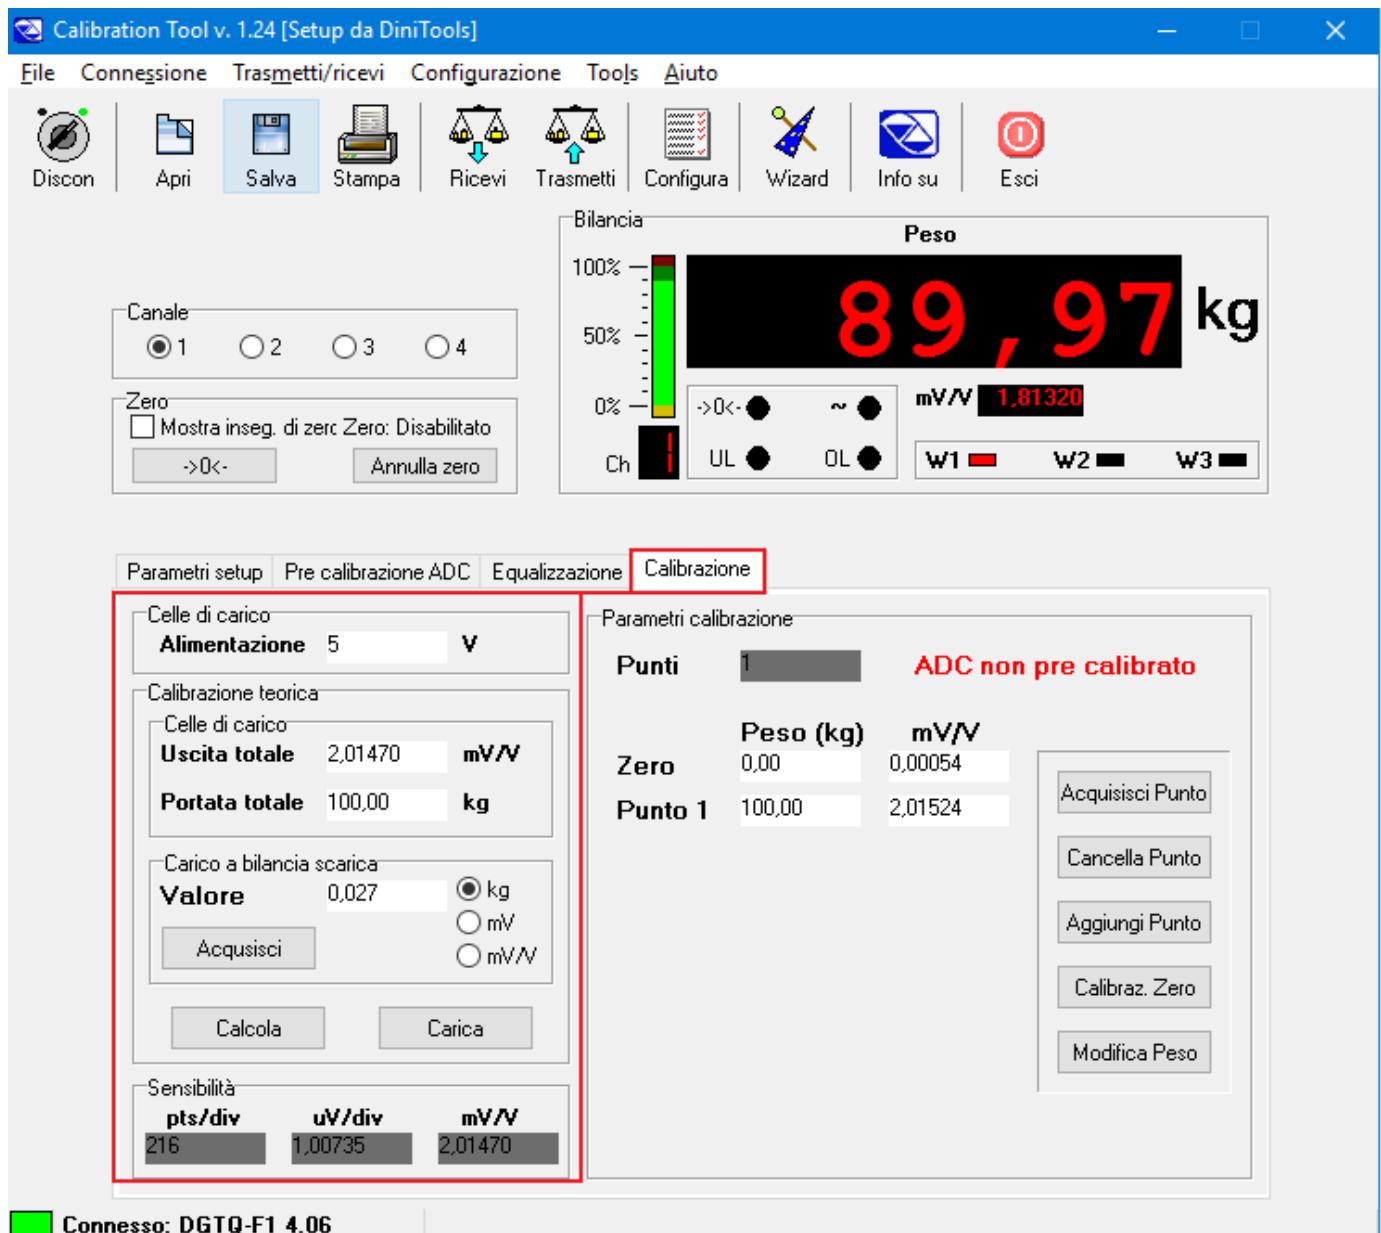 Calibration Tool v. 1.24 [Setup da DiniTools]
File Connessione Trasmetti/ricevi Configurazione Tools Aiuto
Discon Apri Salva Stampa Ricevi Trasmetti Configura Wizard Info su Esci
Bilancia
Peso
100%
50%
0%
89,97 kg
mV/V 1,81320
->0<- ~
UL OL
Ch 1
W1 W2 W3
Canale
1 2 3 4
Zero
Mostra inseg. di zerc Zero: Disabilitato
->0<- Annulla zero
Parametri setup Pre calibrazione ADC Equalizzazione Calibrazione
Celle di carico
Alimentazione 5 V
Calibrazione teorica
Celle di carico
Uscita totale 2,01470 mV/V
Portata totale 100,00 kg
Carico a bilancia scarica
Valore 0,027 kg
mV
Acqusisci mV/V
Calcola Carica
Sensibilità
pts/div uV/div mV/V
216 1,00735 2,01470
Parametri calibrazione
Punti 1 ADC non pre calibrato
Peso (kg) mV/V
Zero 0,00 0,00054
Punto 1 100,00 2,01524
Acquisisci Punto
Cancella Punto
Aggiungi Punto
Calibraz. Zero
Modifica Peso
Connesso: DGTQ-F1 4.06